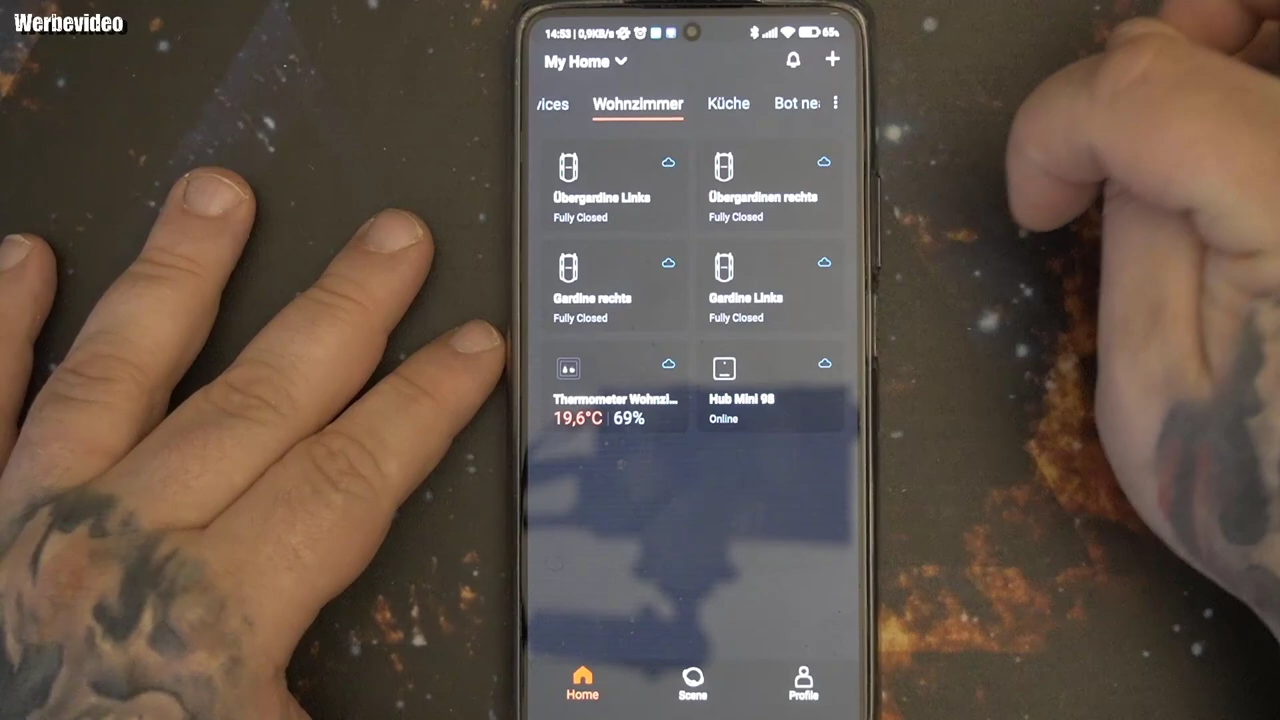 Werbevideo
14:53 | 0,9KB/s
65%
My Home
vices Wohnzimmer Küche Bot ne
Übergardine Links Übergardinen rechts
Fully Closed Fully Closed
Gardine rechts Gardine Links
Fully Closed Fully Closed
Thermometer Wohnzi... Hub Mini 98
19,6°C 69% Online
Home Scene Profile